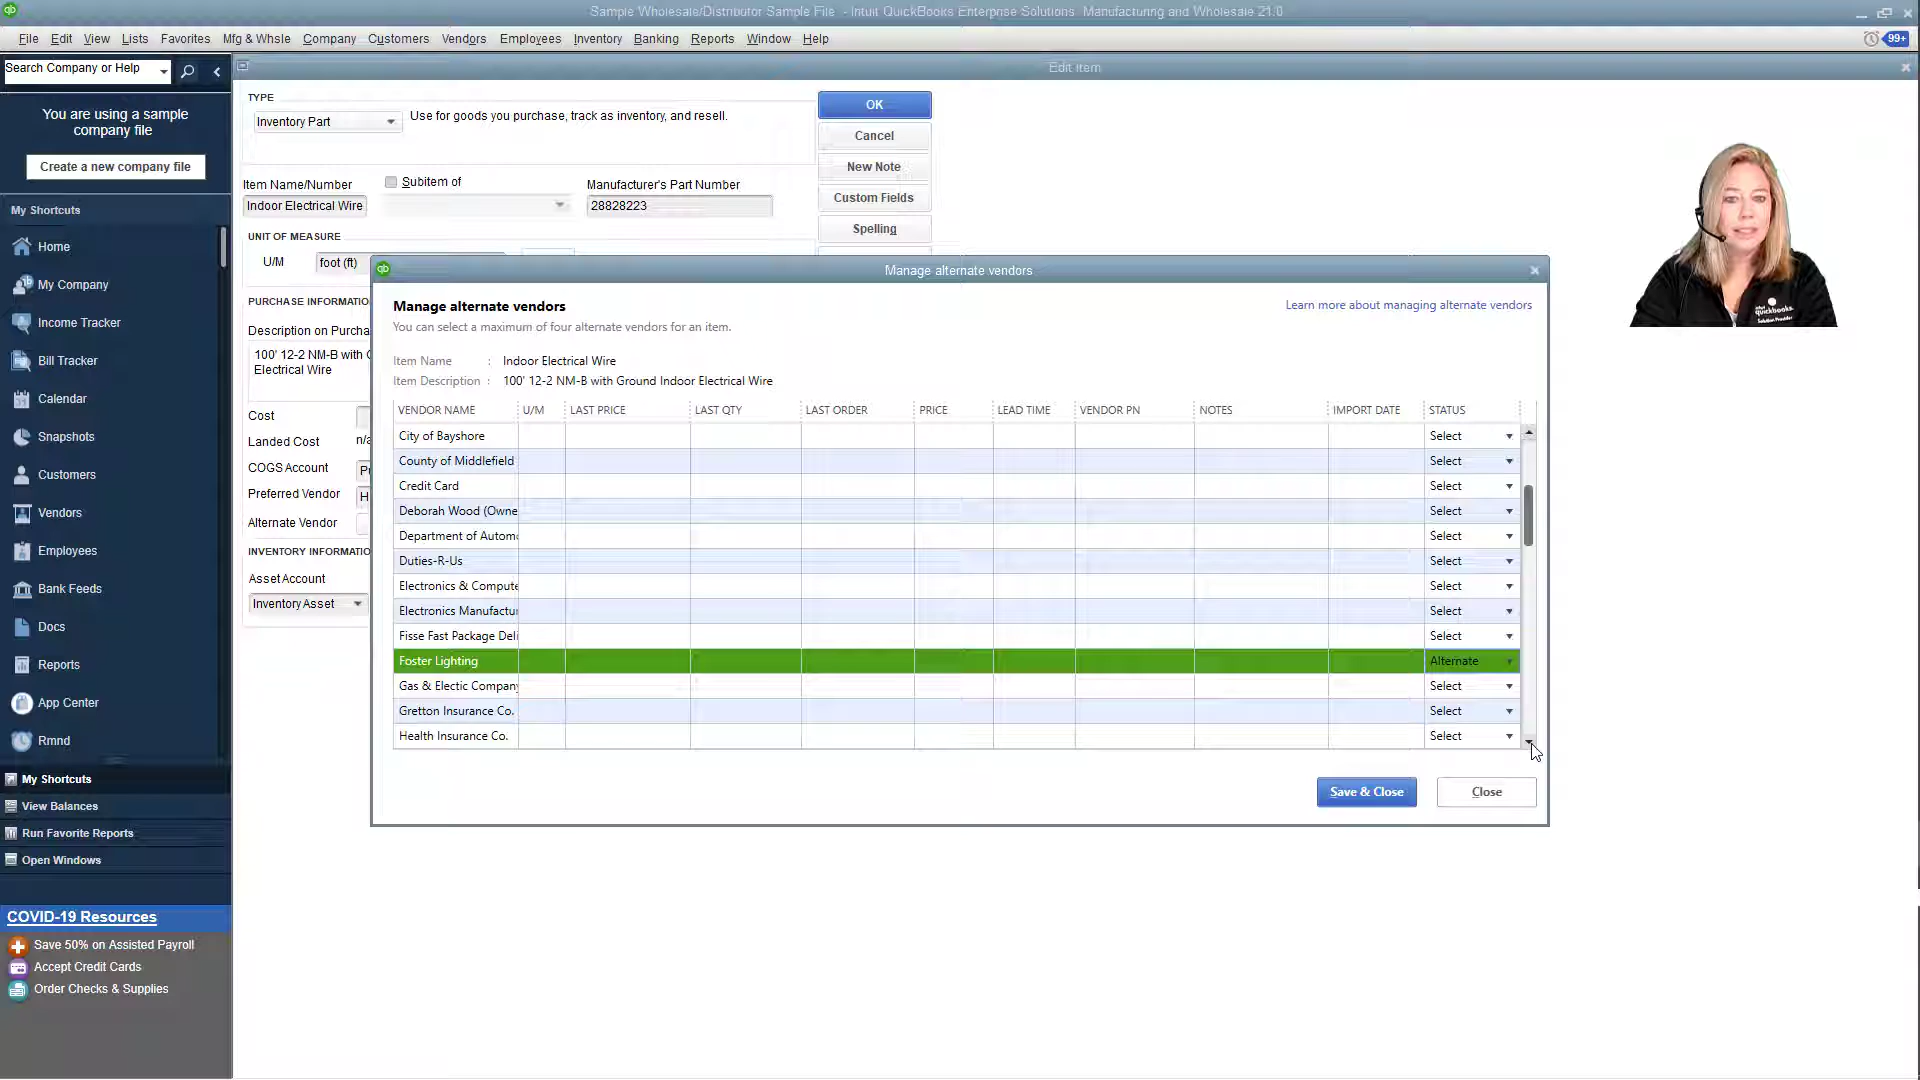 Sample Wholesale/Distributor Sample File - Intuit QuickBooks Enterprise Solutions Manufacturing and Wholesale 21.0
File Edit View Lists Favorites Mfg & Whsle Company Customers Vendors Employees Inventory Banking Reports Window Help
99+
Search Company or Help
Edit Item
You are using a sample
company file
Create a new company file
My Shortcuts
Home
My Company
Income Tracker
Bill Tracker
Calendar
Snapshots
Customers
Vendors
Employees
Bank Feeds
Docs
Reports
App Center
Rmnd
My Shortcuts
View Balances
Run Favorite Reports
Open Windows
COVID-19 Resources
Save 50% on Assisted Payroll
Accept Credit Cards
Order Checks & Supplies
TYPE
Inventory Part
Use for goods you purchase, track as inventory, and resell.
OK
Cancel
New Note
Custom Fields
Spelling
Item Name/Number
Subitem of
Manufacturer's Part Number
Indoor Electrical Wire
28828223
UNIT OF MEASURE
U/M
foot (ft)
PURCHASE INFORMATIO
Description on Purcha
100' 12-2 NM-B with
Electrical Wire
Cost
Landed Cost n/a
COGS Account
Preferred Vendor H
Alternate Vendor
INVENTORY INFORMATIO
Asset Account
Inventory Asset
Manage alternate vendors
Manage alternate vendors
Learn more about managing alternate vendors
You can select a maximum of four alternate vendors for an item.
Item Name : Indoor Electrical Wire
Item Description : 100' 12-2 NM-B with Ground Indoor Electrical Wire
VENDOR NAME U/M LAST PRICE LAST QTY LAST ORDER PRICE LEAD TIME VENDOR PN NOTES IMPORT DATE STATUS
City of Bayshore Select
County of Middlefield Select
Credit Card Select
Deborah Wood (Owne Select
Department of Autom Select
Duties-R-Us Select
Electronics & Compute Select
Electronics Manufactu Select
Fisse Fast Package Del Select
Foster Lighting Alternate
Gas & Electic Company Select
Gretton Insurance Co. Select
Health Insurance Co. Select
Save & Close
Close
intuit
quickbooks
Solution Provider